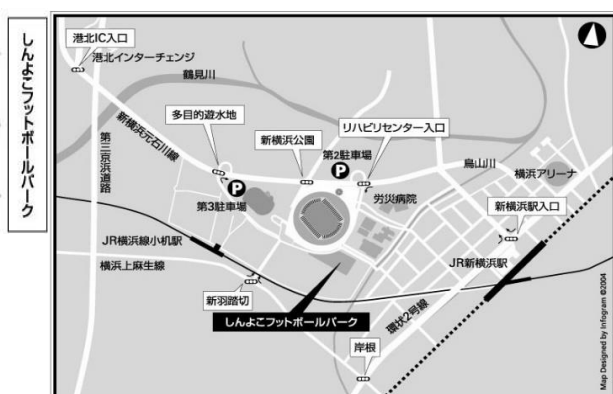 しんよこフットボールパーク
港北IC入口
港北インターチェンジ
鶴見川
多目的遊水地
新横浜元石川線
新横浜公園
第2駐車場
リハビリセンター入口
鳥山川
横浜アリーナ
第三京浜道路
P
P
第3駐車場
労災病院
新横浜駅入口
JR横浜線小机駅
横浜上麻生線
JR新横浜駅
新羽踏切
環状2号線
しんよこフットボールパーク
岸根
Map Designed by Infogram ©2004